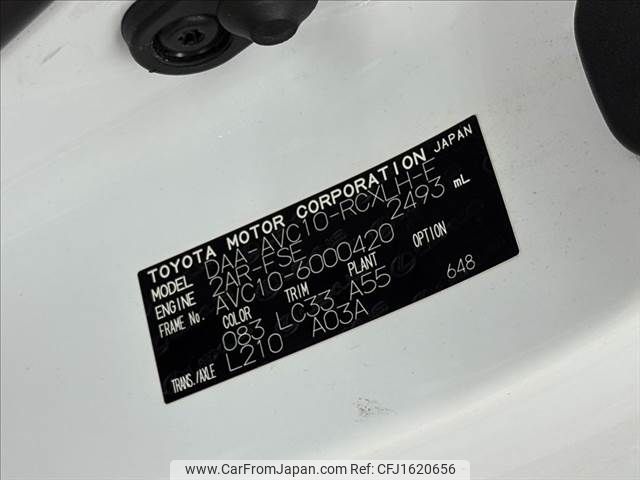 TOYOTA MOTOR CORPORATION JAPAN
MODEL DAA-AVC10-RCXLH-E
ENGINE 2AR-FSE 2493 mL
FRAME No. AVC10-6000420
COLOR TRIM PLANT OPTION
083 LC33 A55 648
TRANS./AXLE L210 A03A
www.CarFromJapan.com | CFJ1620656